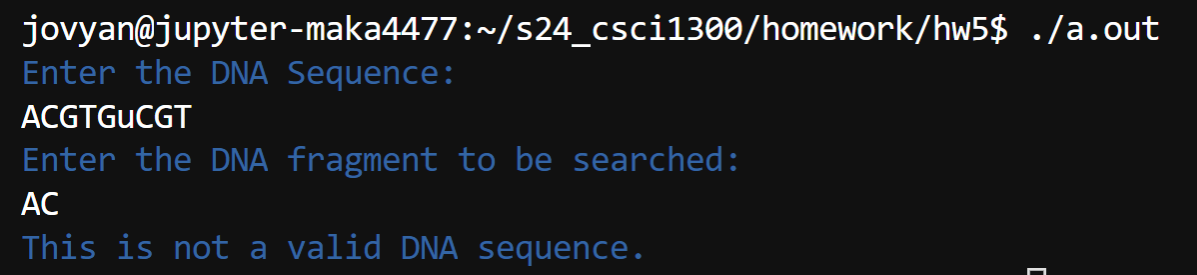 jovyan@jupyter-maka4477:~/s24_csci1300/homework/hw5$ ./a.out
Enter the DNA Sequence:
ACGTGuCGT
Enter the DNA fragment to be searched:
AC
This is not a valid DNA sequence.